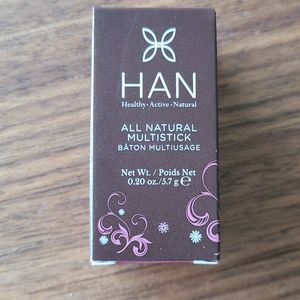 HAN
Healthy • Active • Natural
ALL NATURAL
MULTISTICK
BÂTON MULTIUSAGE
Net Wt. / Poids Net
0.20 oz./5.7 g ℮